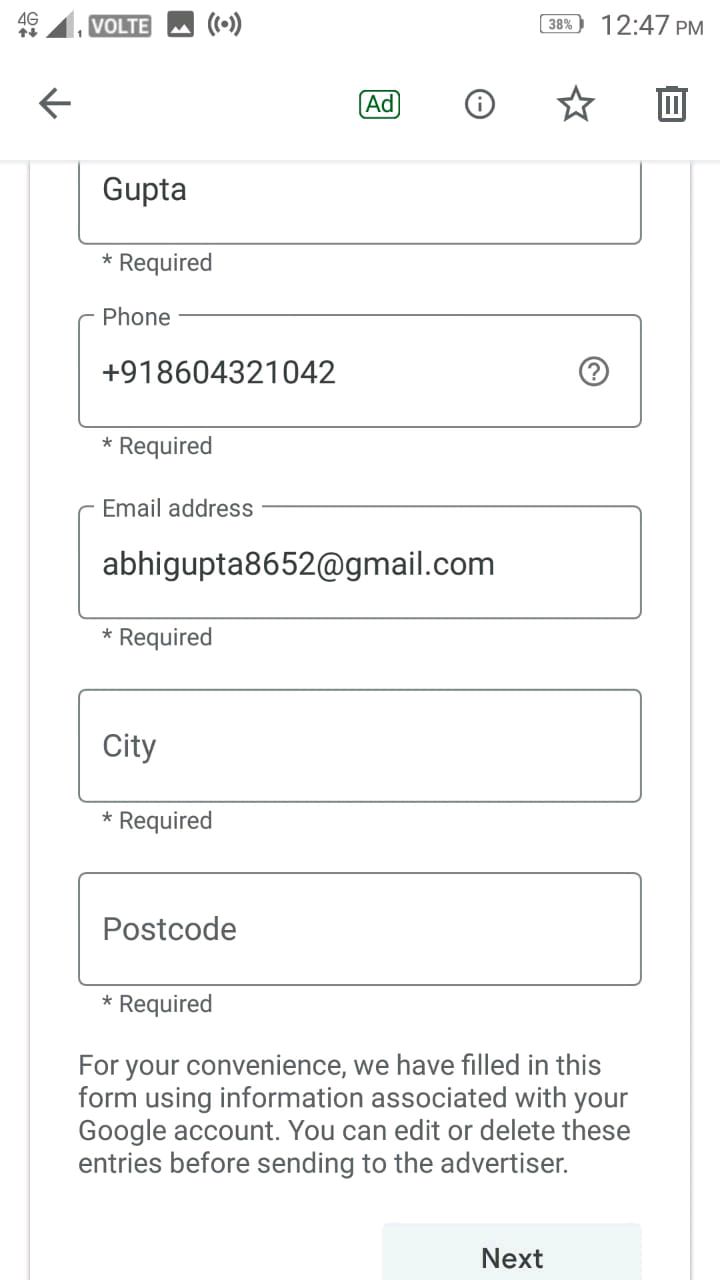 4G
1 VOLTE 38% 12:47 PM
Ad
Gupta
* Required
Phone
+918604321042
* Required
Email address
abhigupta8652@gmail.com
* Required
City
* Required
Postcode
* Required
For your convenience, we have filled in this
form using information associated with your
Google account. You can edit or delete these
entries before sending to the advertiser.
Next